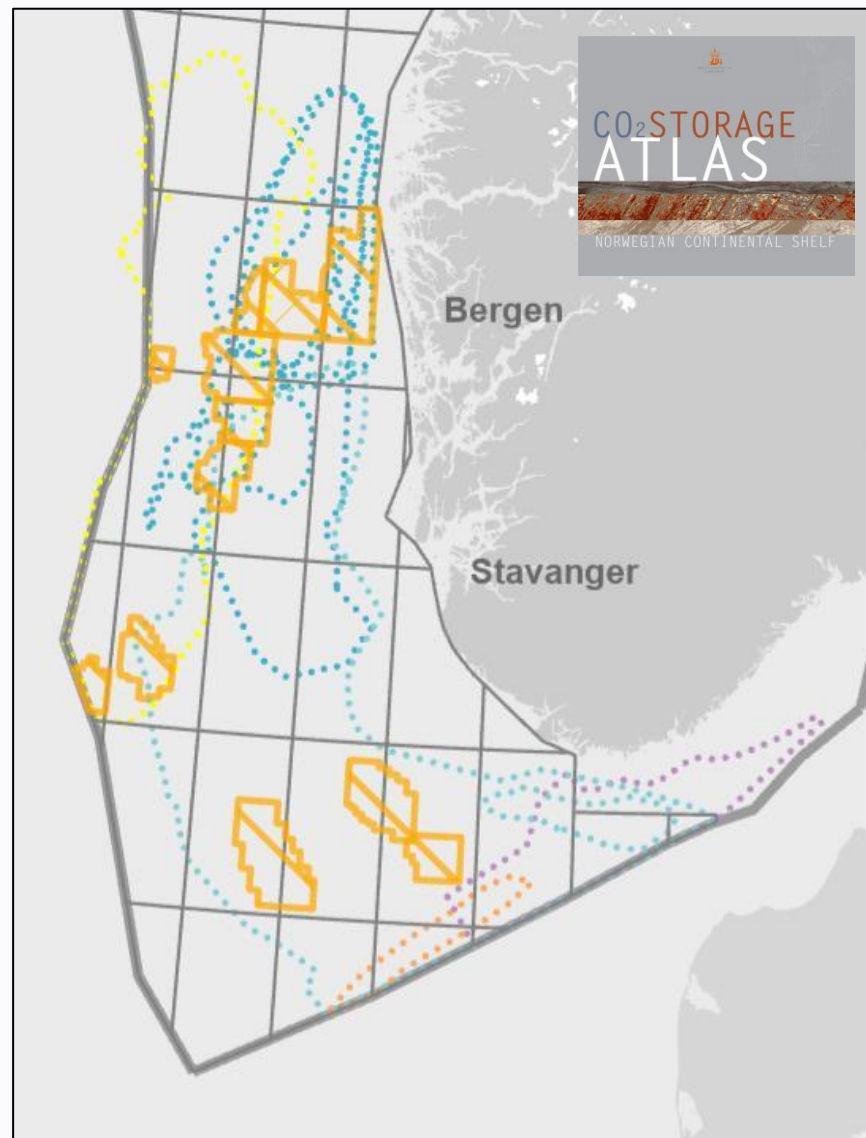 CO₂STORAGE
ATLAS
NORWEGIAN CONTINENTAL SHELF
Bergen
Stavanger